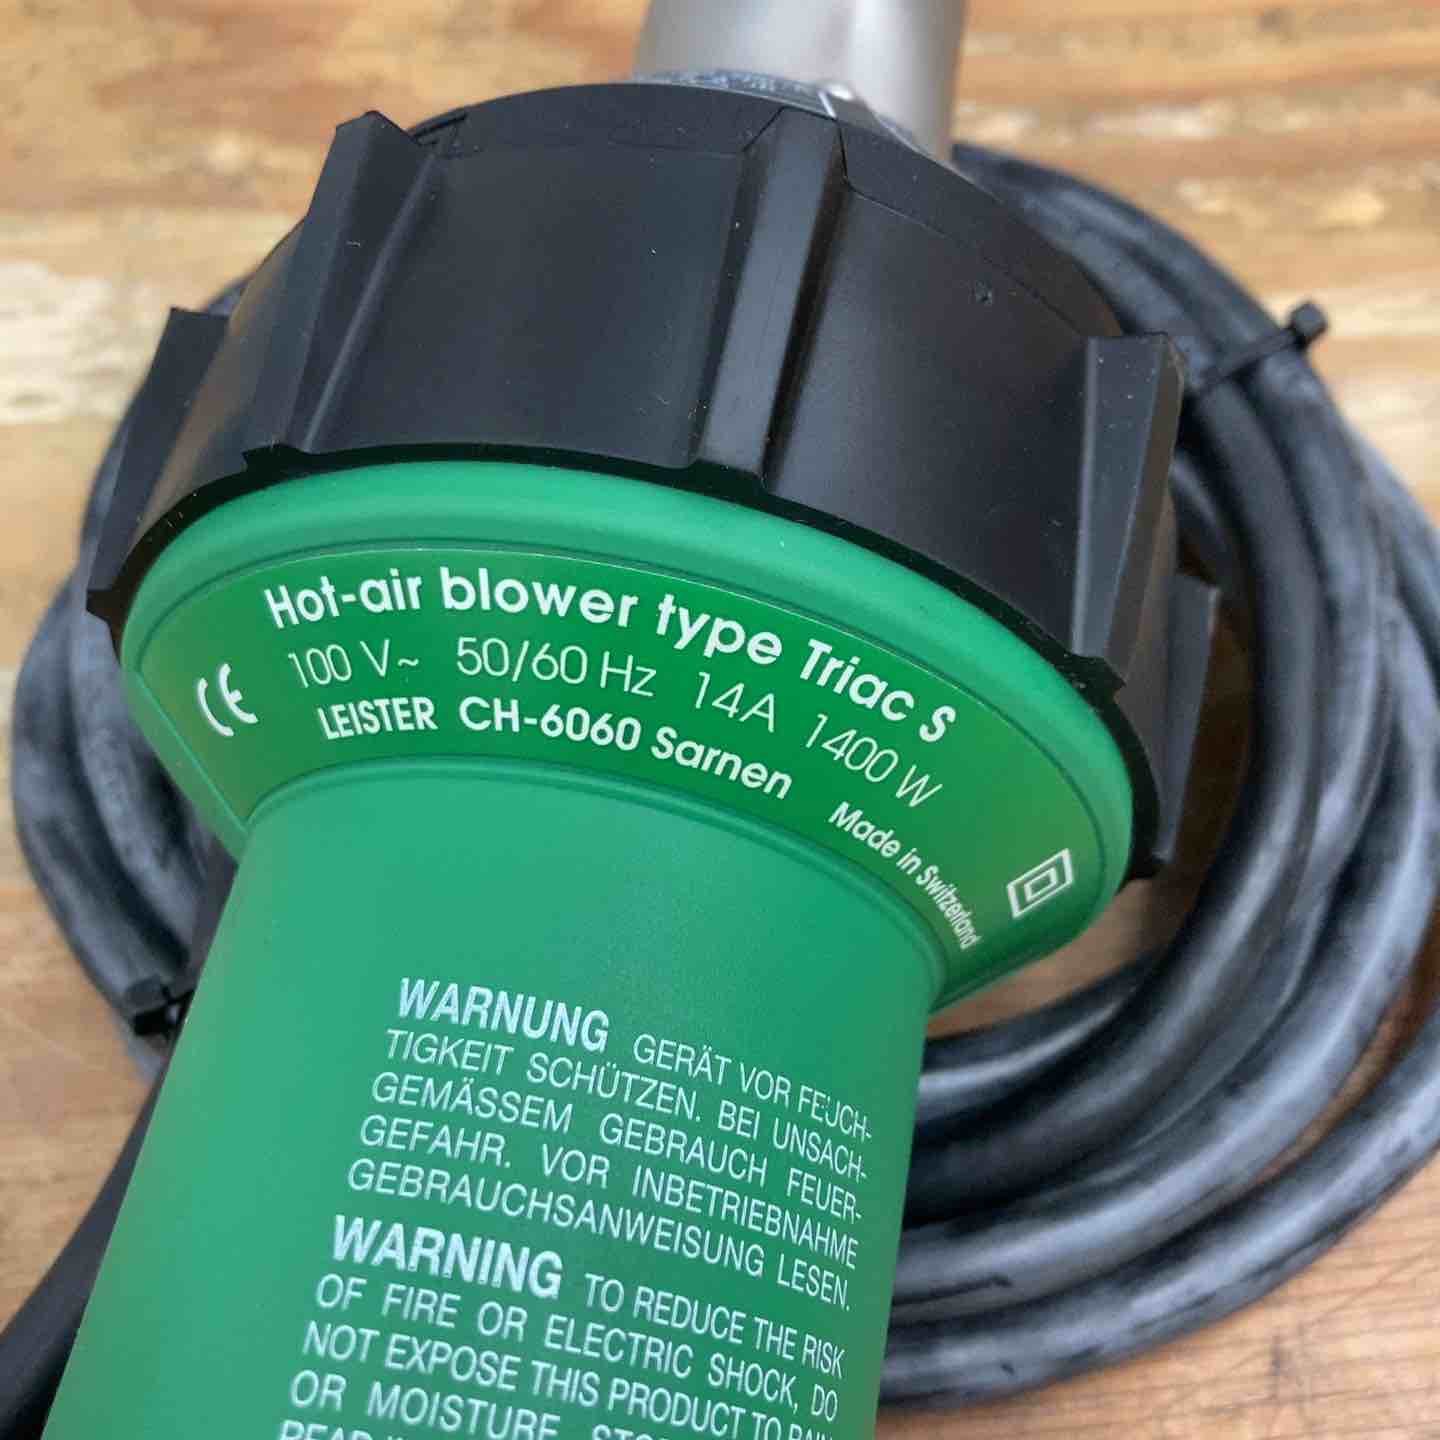 Hot-air blower type Triac S
100 V~ 50/60 Hz 14A 1400 W
CE
LEISTER CH-6060 Sarnen
Made in Switzerland
WARNUNG GERÄT VOR FEUCH-
TIGKEIT SCHÜTZEN. BEI UNSACH-
GEMÄSSEM GEBRAUCH FEUER-
GEFAHR. VOR INBETRIEBNAHME
GEBRAUCHSANWEISUNG LESEN.
WARNING TO REDUCE THE RISK
OF FIRE OR ELECTRIC SHOCK, DO
NOT EXPOSE THIS PRODUCT TO RAIN
OR MOISTURE